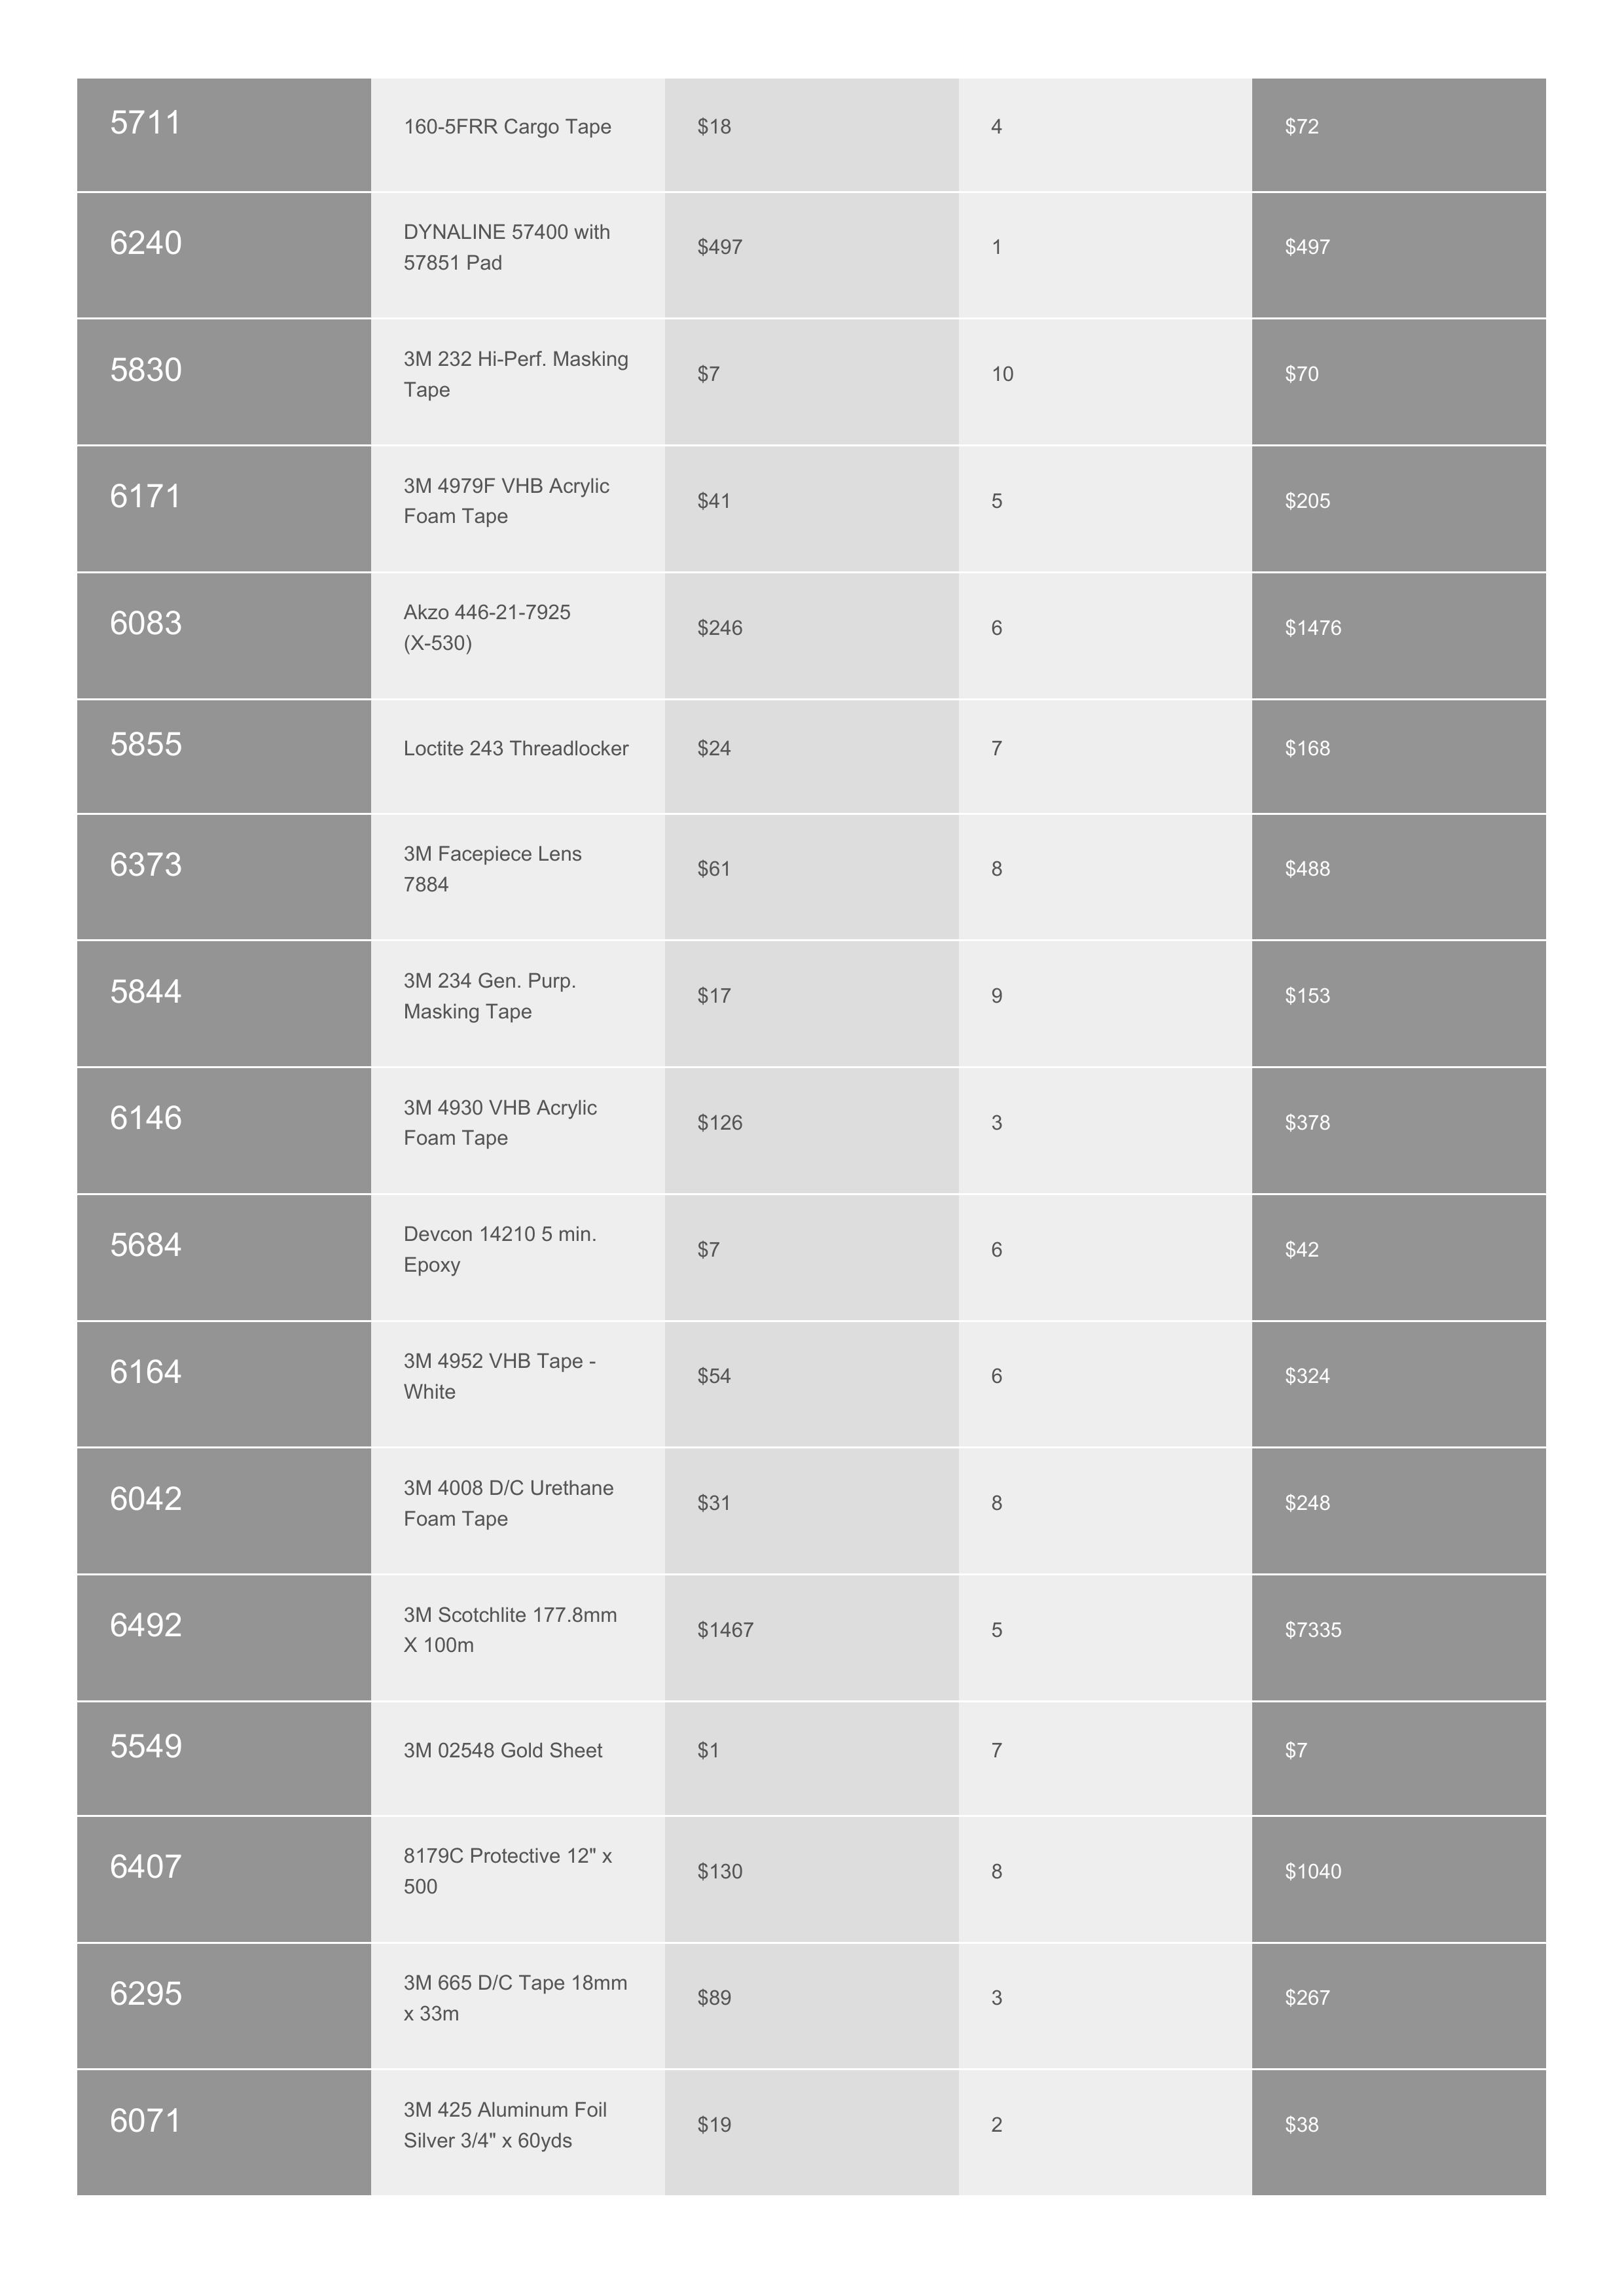 5711 160-5FRR Cargo Tape $18 4 $72
6240 DYNALINE 57400 with $497 1 $497
57851 Pad
5830 3M 232 Hi-Perf. Masking $7 10 $70
Tape
6171 3M 4979F VHB Acrylic $41 5 $205
Foam Tape
6083 Akzo 446-21-7925 $246 6 $1476
(X-530)
5855 Loctite 243 Threadlocker $24 7 $168
6373 3M Facepiece Lens $61 8 $488
7884
5844 3M 234 Gen. Purp. $17 9 $153
Masking Tape
6146 3M 4930 VHB Acrylic $126 3 $378
Foam Tape
5684 Devcon 14210 5 min. $7 6 $42
Epoxy
6164 3M 4952 VHB Tape - $54 6 $324
White
6042 3M 4008 D/C Urethane $31 8 $248
Foam Tape
6492 3M Scotchlite 177.8mm $1467 5 $7335
X 100m
5549 3M 02548 Gold Sheet $1 7 $7
6407 8179C Protective 12" x $130 8 $1040
500
6295 3M 665 D/C Tape 18mm $89 3 $267
x 33m
6071 3M 425 Aluminum Foil $19 2 $38
Silver 3/4" x 60yds